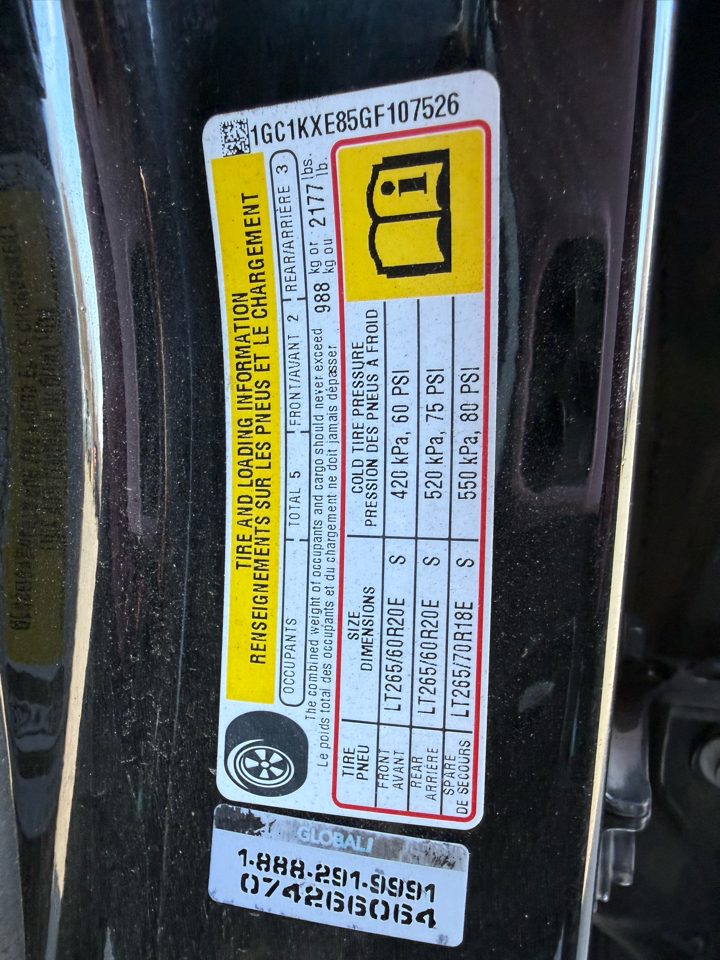 1GC1KXE85GF107526
TIRE AND LOADING INFORMATION
RENSEIGNEMENTS SUR LES PNEUS ET LE CHARGEMENT
OCCUPANTS TOTAL 5 FRONT/AVANT 2 REAR/ARRIÈRE 3
The combined weight of occupants and cargo should never exceed 988 kg or 2177 lbs.
Le poids total des occupants et du chargement ne doit jamais dépasser kg ou lb.
TIRE SIZE COLD TIRE PRESSURE
PNEU DIMENSIONS PRESSION DES PNEUS À FROID
FRONT
AVANT LT265/60R20E S 420 kPa, 60 PSI
REAR
ARRIÈRE LT265/60R20E S 520 kPa, 75 PSI
SPARE
DE SECOURS LT265/70R18E S 550 kPa, 80 PSI
GLOBALI
1-888-291-9991
074266064